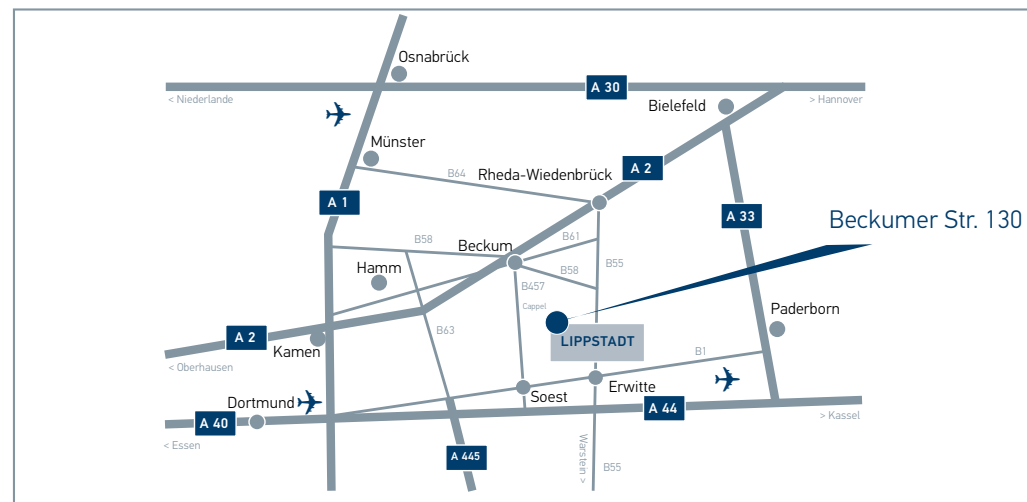 Osnabrück
A 30
< Niederlande
> Hannover
Bielefeld
Münster
B64
Rheda-Wiedenbrück
A 2
A 1
A 33
Beckumer Str. 130
B58
Beckum
B61
B55
Hamm
B58
B457
Cappel
Paderborn
B63
A 2
LIPPSTADT
Kamen
B1
< Oberhausen
Erwitte
Soest
Dortmund
A 44
A 40
> Kassel
< Essen
Warstein >
A 445
B55